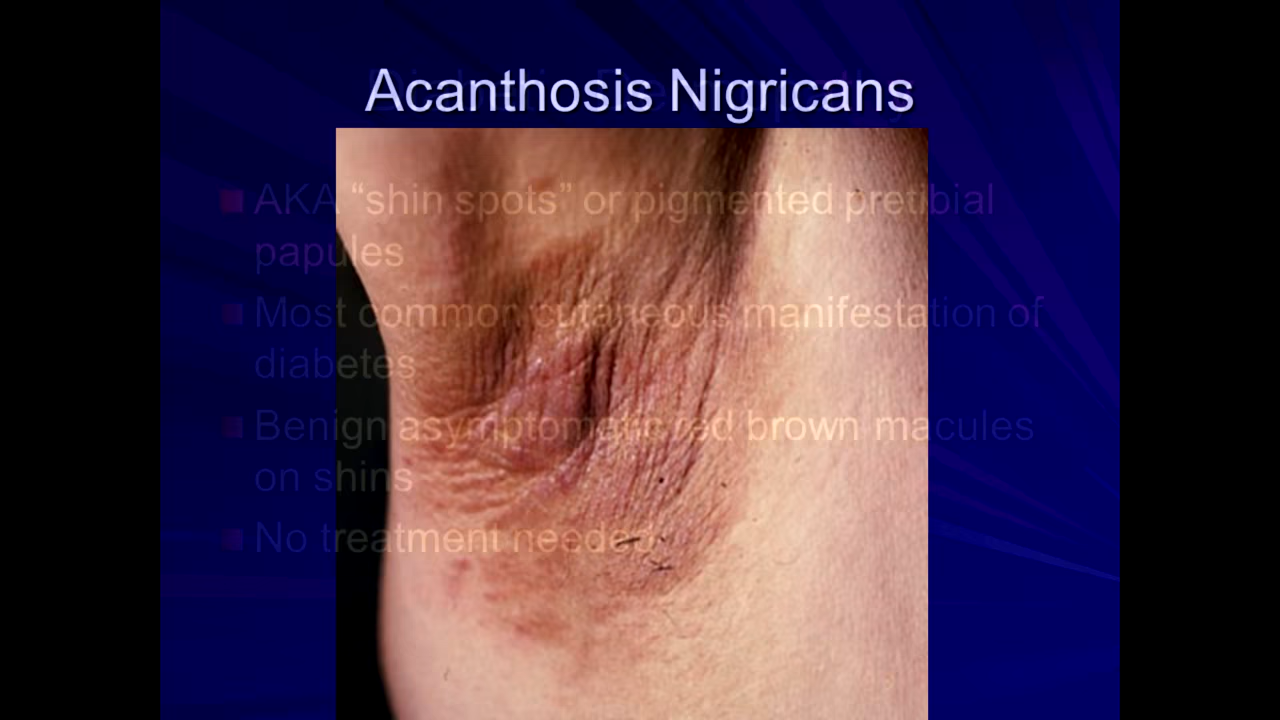 Acanthosis Nigricans
AKA “shin spots” or pigmented pretibial
papules
Most common cutaneous manifestation of
diabetes
Benign asymptomatic red brown macules
on shins
No treatment needed